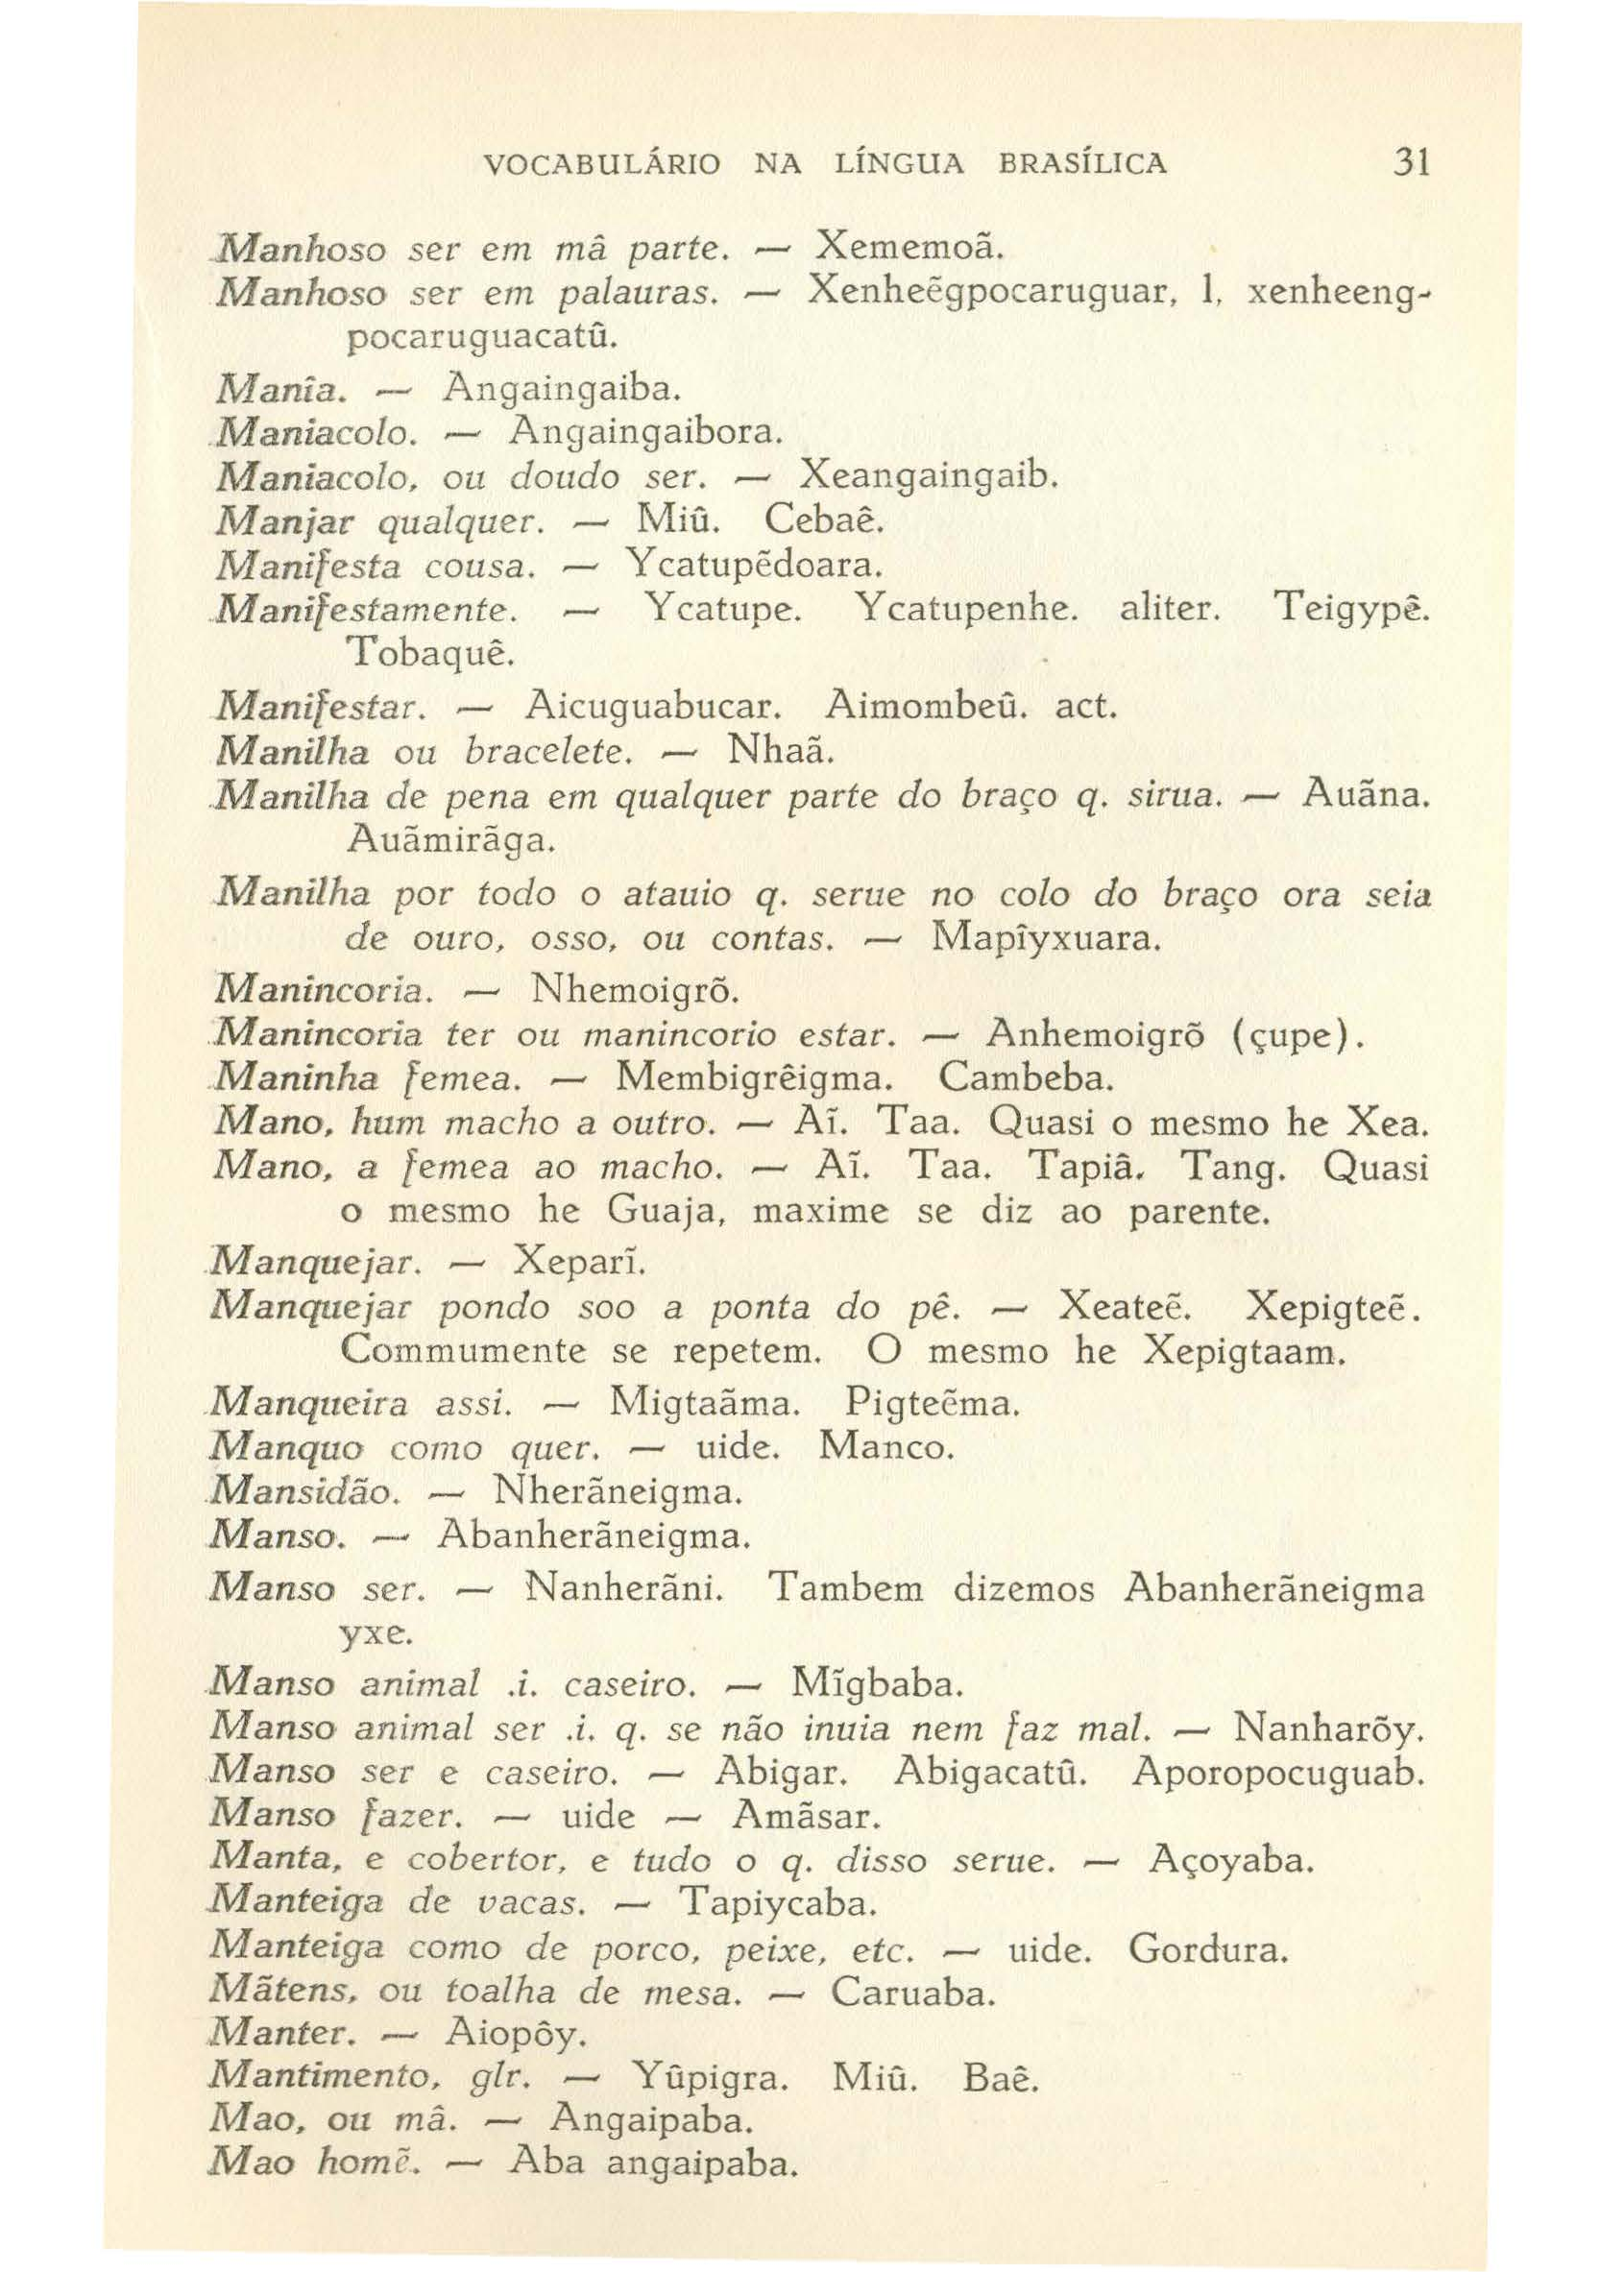 VOCABULÁRIO NA LÍNGUA BRASÍLICA 31
Manhoso ser em mâ parte. — Xememoã.
Manhoso ser em palauras. — Xenheẽgpocaruguar, l, xenheeng-
pocaruguacatû.
Manîa. — Angaingaiba.
Maniacolo. — Angaingaibora.
Maniacolo, ou doudo ser. — Xeangaingaib.
Manjar qualquer. — Miû. Cebaê.
Manifesta cousa. — Ycatupẽdoara.
Manifestamente. — Ycatupe. Ycatupenhe. aliter. Teigypê.
Tobaquê.
Manifestar. — Aicuguabucar. Aimombeû. act.
Manilha ou bracelete. — Nhaã.
Manilha de pena em qualquer parte do braço q. sirua. — Auãna.
Auãmirãga.
Manilha por todo o atauio q. serue no colo do braço ora seia
de ouro, osso, ou contas. — Mapîyxuara.
Manincoria. — Nhemoigrõ.
Manincoria ter ou manincorio estar. — Anhemoigrõ (çupe).
Maninha femea. — Membigrêigma. Cambeba.
Mano, hum macho a outro. — Aĩ. Taa. Quasi o mesmo he Xea.
Mano, a femea ao macho. — Aĩ. Taa. Tapiâ. Tang. Quasi
o mesmo he Guaja, maxime se diz ao parente.
Manquejar. — Xeparĩ.
Manquejar pondo soo a ponta do pê. — Xeateẽ. Xepigteẽ.
Commumente se repetem. O mesmo he Xepigtaam.
Manqueira assi. — Migtaãma. Pigteẽma.
Manquo como quer. — uide. Manco.
Mansidão. — Nherãneigma.
Manso. — Abanherãneigma.
Manso ser. — Nanherãni. Tambem dizemos Abanherãneigma
yxe.
Manso animal .i. caseiro. — Mĩgbaba.
Manso animal ser .i. q. se não inuia nem faz mal. — Nanharõy.
Manso ser e caseiro. — Abigar. Abigacatû. Aporopocuguab.
Manso fazer. — uide — Amãsar.
Manta, e cobertor, e tudo o q. disso serue. — Açoyaba.
Manteiga de vacas. — Tapiycaba.
Manteiga como de porco, peixe, etc. — uide. Gordura.
Mãtens, ou toalha de mesa. — Caruaba.
Manter. — Aiopôy.
Mantimento, glr. — Yûpigra. Miû. Baê.
Mao, ou mâ. — Angaipaba.
Mao homẽ. — Aba angaipaba.